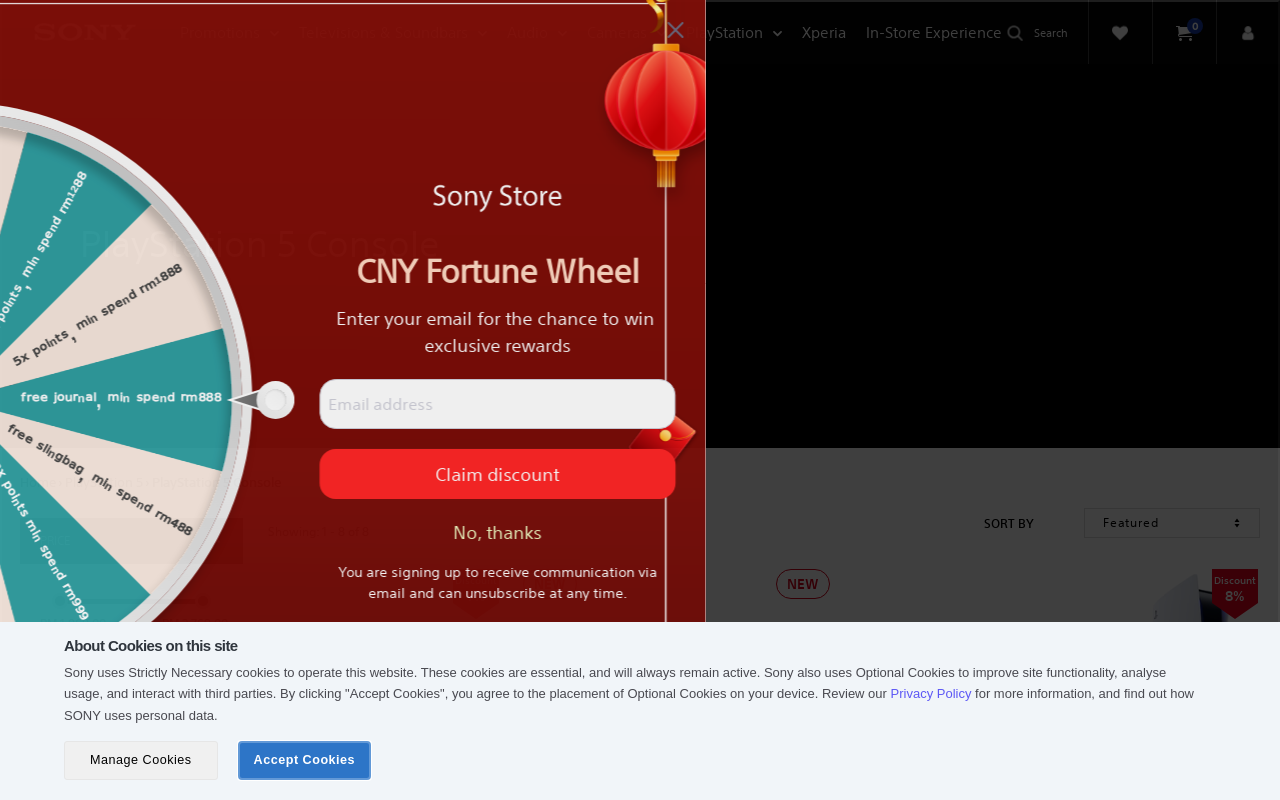 SONY
yStation
Xperia
In-Store Experience
Search
0
PlayStation 5 Console
Sony Store
CNY Fortune Wheel
Enter your email for the chance to win
exclusive rewards
Email address
Claim discount
No, thanks
You are signing up to receive communication via
email and can unsubscribe at any time.
points, min spend rm1288
5x points, min spend rm1888
free journal, min spend rm888
free slingbag, min spend rm488
x points min spend rm999
SORT BY
Featured
NEW
Discount
8%
About Cookies on this site
Sony uses Strictly Necessary cookies to operate this website. These cookies are essential, and will always remain active. Sony also uses Optional Cookies to improve site functionality, analyse
usage, and interact with third parties. By clicking "Accept Cookies", you agree to the placement of Optional Cookies on your device. Review our Privacy Policy for more information, and find out how
SONY uses personal data.
Manage Cookies
Accept Cookies